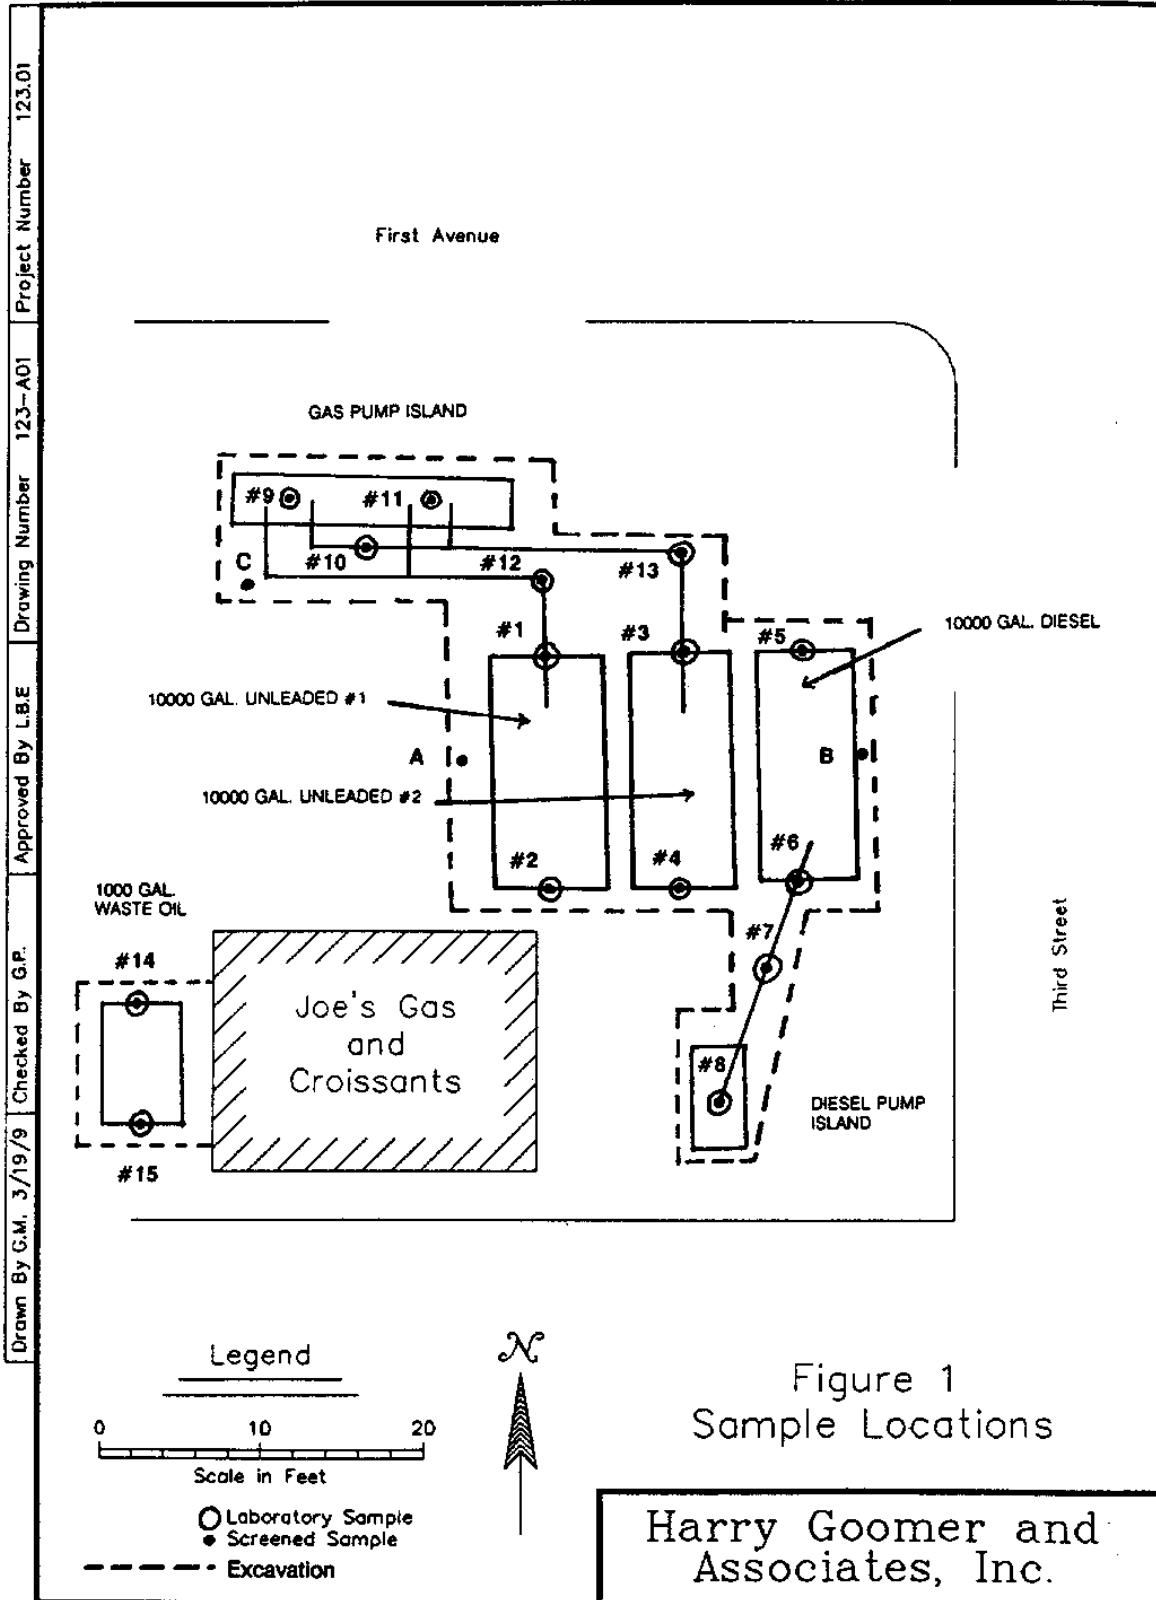 Project Number 123.01
Drawing Number 123-A01
Approved By L.B.E
Checked By G.P.
Drawn By G.M. 3/19/9
First Avenue
GAS PUMP ISLAND
#9
#11
C
#10
#12
#13
#1
#3
#5
10000 GAL. DIESEL
10000 GAL. UNLEADED #1
A
B
10000 GAL. UNLEADED #2
#2
#4
#6
1000 GAL.
WASTE OIL
#7
#14
Third Street
Joe's Gas
and
Croissants
#8
DIESEL PUMP
ISLAND
#15
Legend
N
0 10 20
Scale in Feet
Laboratory Sample
Screened Sample
Excavation
Figure 1
Sample Locations
Harry Goomer and
Associates, Inc.